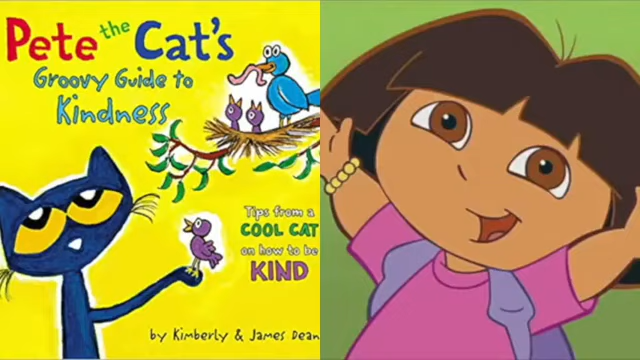 Pete the Cat's
Groovy Guide to
Kindness
Tips from a
COOL CAT
on how to be
KIND
by Kimberly & James Dean